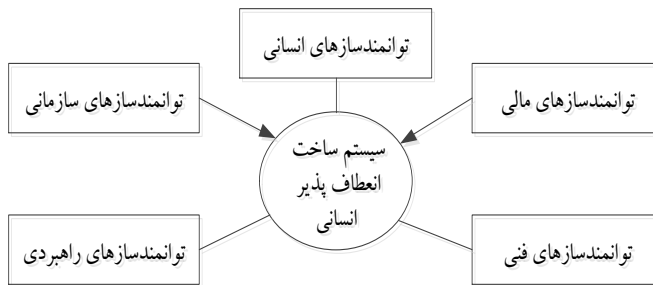 توانمندسازهای انسانی
توانمندسازهای مالی
توانمندسازهای سازمانی
سیستم ساخت
انعطاف پذیر
انسانی
توانمندسازهای فنی
توانمندسازهای راهبردی